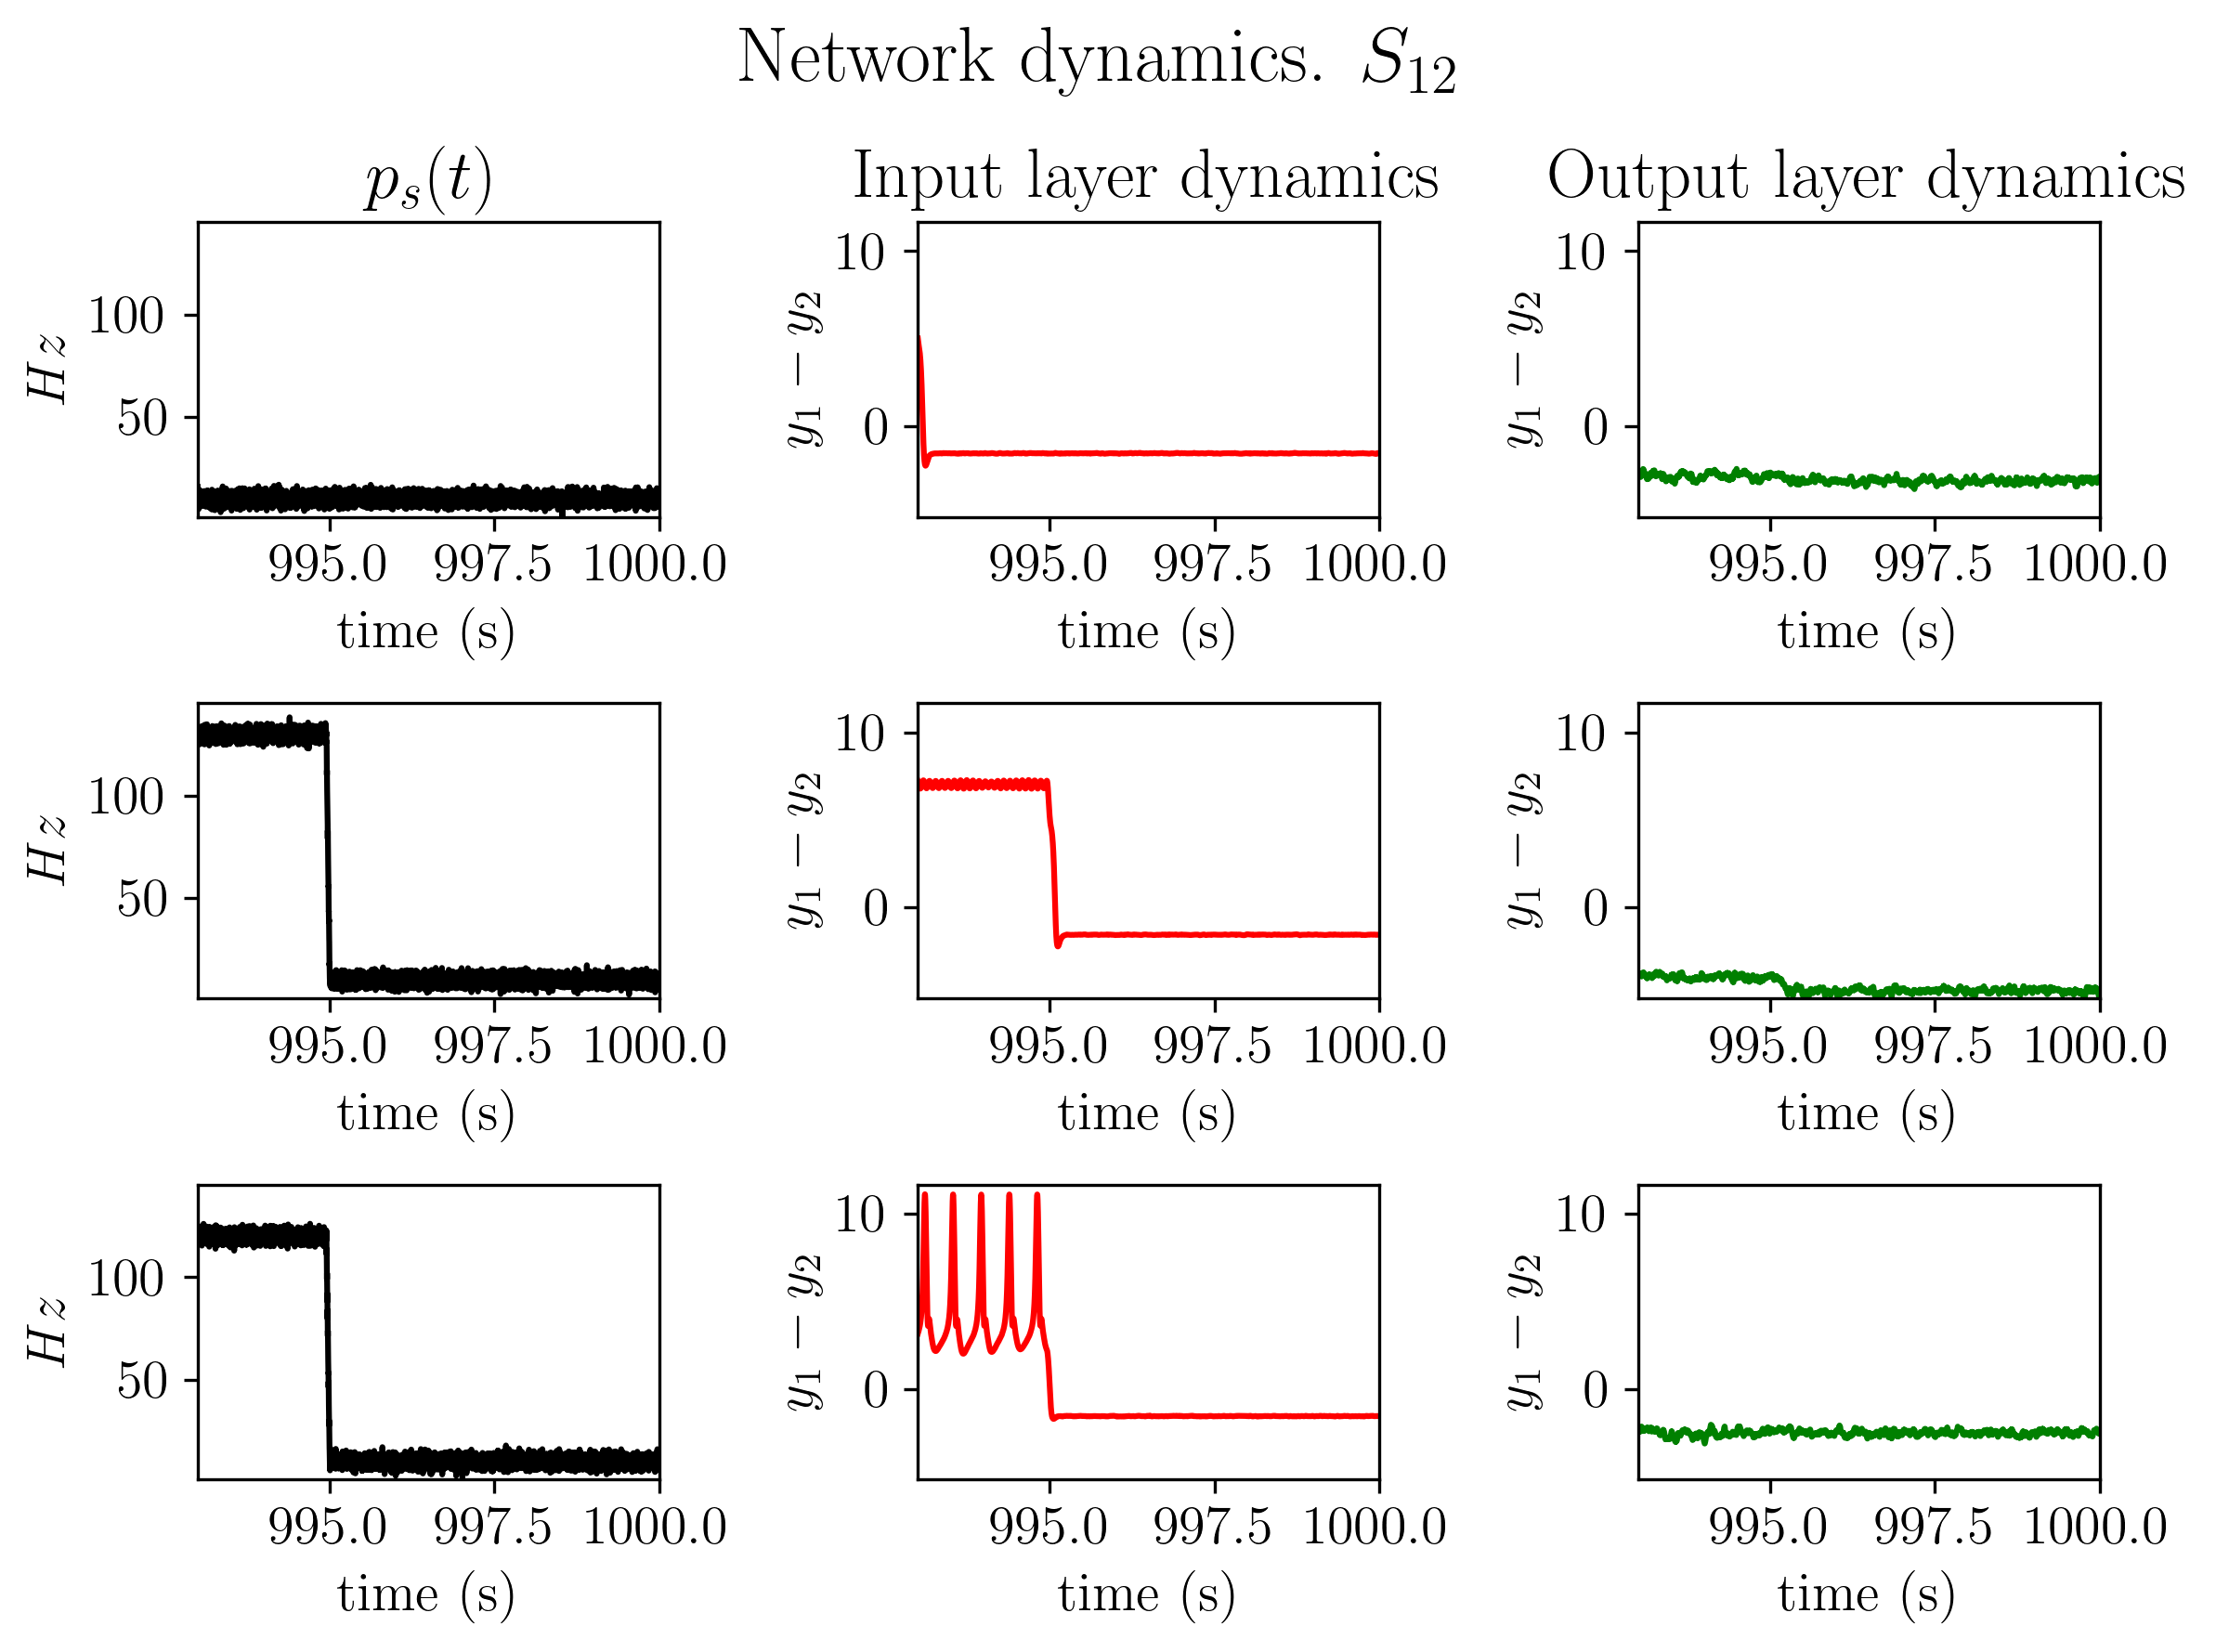 Network dynamics. S₁₂
pₛ(t) Input layer dynamics Output layer dynamics
Hz 100 50 y₁ − y₂ 10 0 y₁ − y₂ 10 0
995.0 997.5 1000.0 995.0 997.5 1000.0 995.0 997.5 1000.0
time (s) time (s) time (s)
Hz 100 50 y₁ − y₂ 10 0 y₁ − y₂ 10 0
995.0 997.5 1000.0 995.0 997.5 1000.0 995.0 997.5 1000.0
time (s) time (s) time (s)
Hz 100 50 y₁ − y₂ 10 0 y₁ − y₂ 10 0
995.0 997.5 1000.0 995.0 997.5 1000.0 995.0 997.5 1000.0
time (s) time (s) time (s)